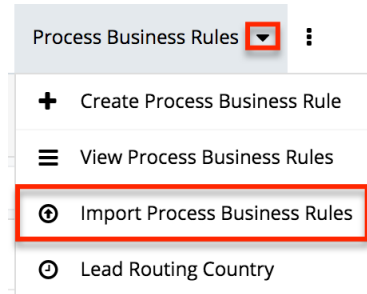 Process Business Rules
Create Process Business Rule
View Process Business Rules
Import Process Business Rules
Lead Routing Country